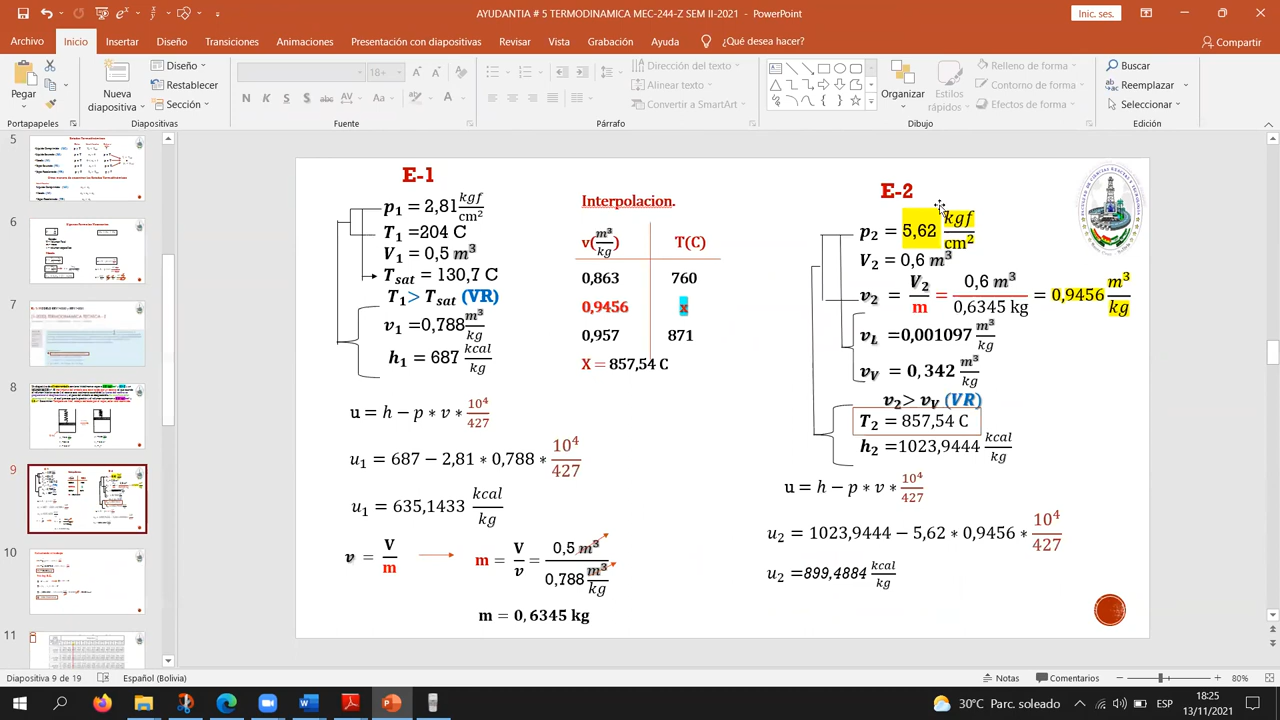 AYUDANTIA # 5 TERMODINAMICA MEC-244-Z SEM II-2021 - PowerPoint
Inic. ses.
Archivo Inicio Insertar Diseño Transiciones Animaciones Presentación con diapositivas Revisar Vista Grabación Ayuda ¿Qué desea hacer? Compartir
Pegar
Nueva diapositiva
Diseño
Restablecer
Sección
18+
Dirección del texto
Alinear texto
Convertir a SmartArt
Organizar
Estilos rápidos
Relleno de forma
Contorno de forma
Efectos de forma
Buscar
Reemplazar
Seleccionar
Portapapeles Diapositivas Fuente Párrafo Dibujo Edición
5
7
8
9
10
11
E-1
p₁ = 2,81 kgf/cm²
T₁ =204 C
V₁ = 0,5 m³
T_sat = 130,7 C
T₁> T_sat (VR)
v₁ =0,788 m/kg
h₁ = 687 kcal/kg
u = h − p ∗ v ∗ 10⁴/427
u₁ = 687 − 2,81 ∗ 0,788 ∗ 10⁴/427
u₁ = 635,1433 kcal/kg
v = V/m
m = V/v = 0,5 m³ / 0,788 m³/kg
m = 0,6345 kg
Interpolacion.
v(m³/kg) T(C)
0,863 760
0,9456 x
0,957 871
X = 857,54 C
E-2
p₂ = 5,62 kgf/cm²
V₂ = 0,6 m³
v₂ = V₂/m = 0,6 m³ / 0,6345 kg = 0,9456 m³/kg
v_L =0,001097 m³/kg
v_V = 0,342 m³/kg
v₂> v_V (VR)
T₂ = 857,54 C
h₂ =1023,9444 kcal/kg
u = h − p ∗ v ∗ 10⁴/427
u₂ = 1023,9444 − 5,62 ∗ 0,9456 ∗ 10⁴/427
u₂ =899,4884 kcal/kg
Diapositiva 9 de 19 Español (Bolivia) Notas Comentarios 80%
30°C Parc. soleado ESP
18:25
13/11/2021